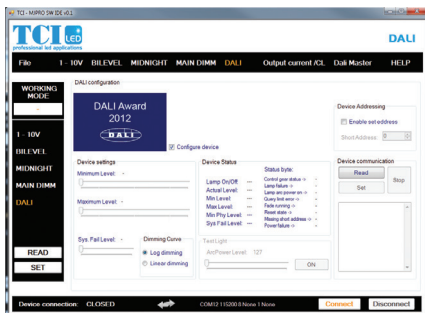 TCI - MJPRO SW IDE v0.1
TCI LED
professional led applications
DALI
File 1 - 10V BILEVEL MIDNIGHT MAIN DIMM DALI Output current /CL Dali Master HELP
WORKING MODE
-
1 - 10V
BILEVEL
MIDNIGHT
MAIN DIMM
DALI
READ
SET
DALI configuration
DALI Award
2012
DALI
Configure device
Device Addressing
Enable set address
Short Address: 0
Device settings
Minimum Level: -
Maximum Level: -
Sys. Fail Level: -
Dimming Curve
Log dimming
Linear dimming
Device Status
Lamp On/Off: ---
Actual Level: ---
Min Level: ---
Max Level: ---
Min Phy Level: ---
Sys Fail Level: ---
Status byte:
Control gear status -> -
Lamp failure -> -
Lamp arc power on -> -
Query limit error -> -
Fade running -> -
Reset state -> -
Missing short address -> -
Power failure -> -
Test Light
ArcPower Level: 127
ON
Device communication
Read
Set
Stop
Device connection: CLOSED COM12 115200 8 None 1 None Connect Disconnect